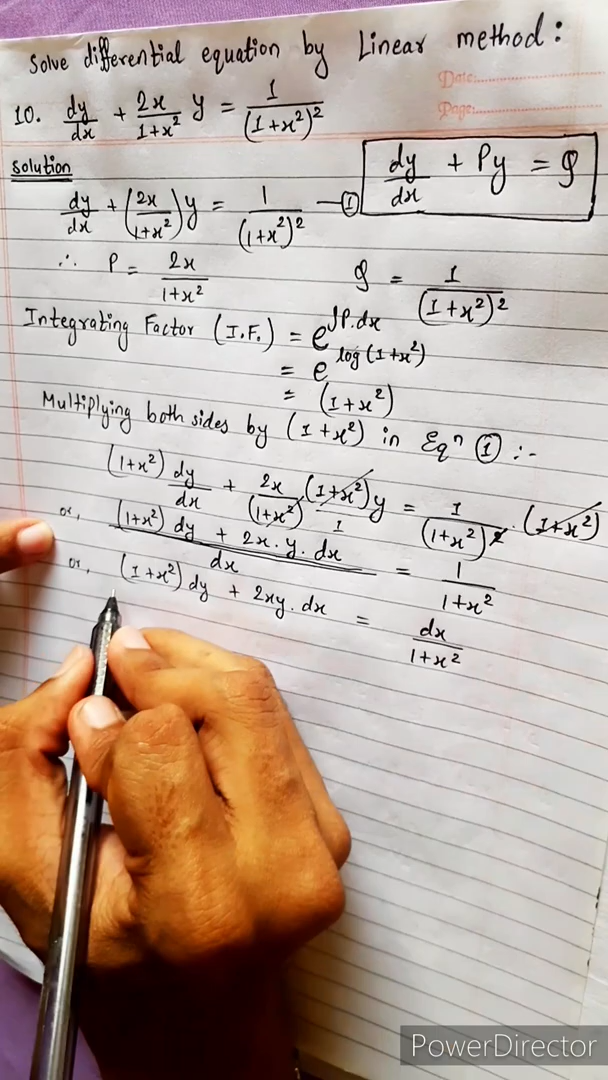 Solve differential equation by Linear method :
Date:
Page:
10. dy/dx + 2x/1+x² y = 1/(1+x²)²
Solution
dy/dx + Py = Q
dy/dx + (2x/1+x²)y = 1/(1+x²)² —①
∴ P = 2x/1+x² Q = 1/(1+x²)²
Integrating Factor (I.F.) = e^∫P.dx
= e^log(1+x²)
= (1+x²)
Multiplying both sides by (1+x²) in Eqⁿ ① :-
(1+x²) dy/dx + 2x/(1+x²) (1+x²)/1 y = 1/(1+x²)2 . (1+x²)
or, (1+x²) dy + 2x.y.dx/dx = 1/1+x²
or, (1+x²) dy + 2xy.dx = dx/1+x²
PowerDirector